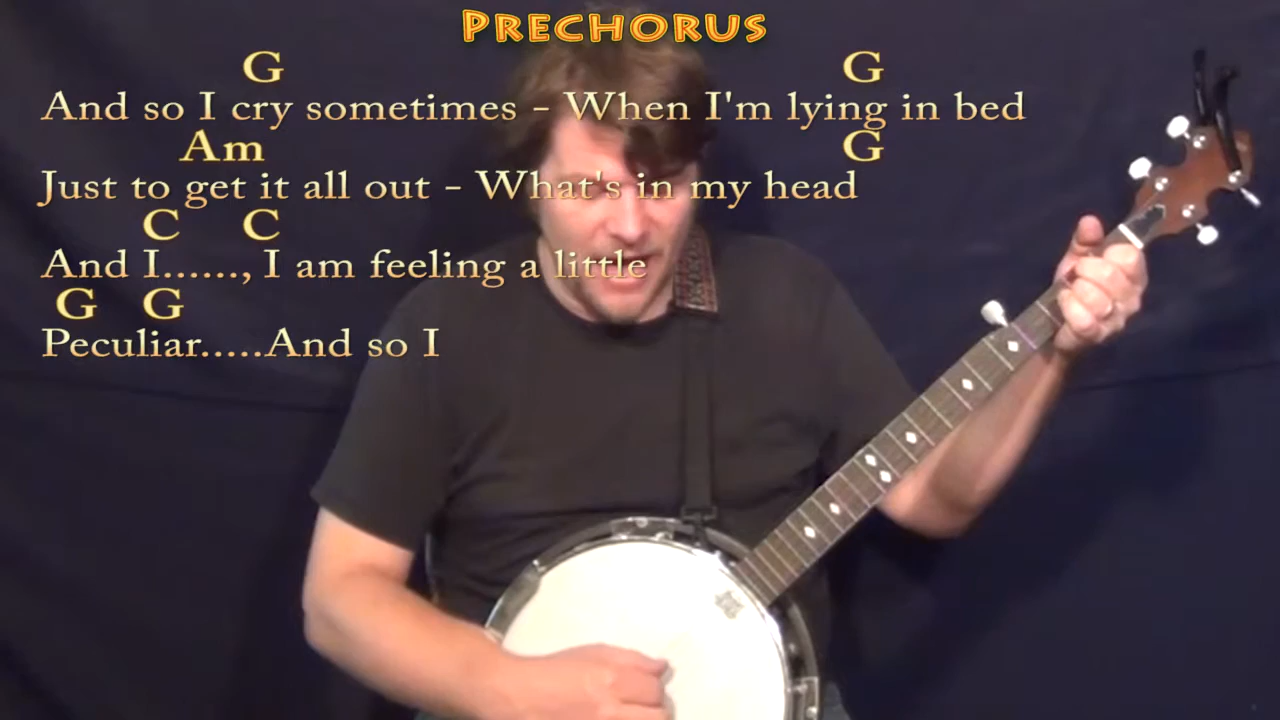 PRECHORUS
G G
And so I cry sometimes - When I'm lying in bed
Am G
Just to get it all out - What's in my head
C C
And I......, I am feeling a little
G G
Peculiar.....And so I